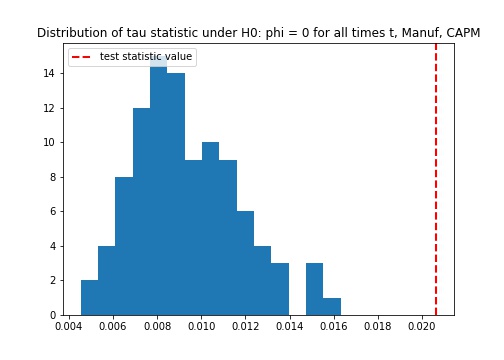 Distribution of tau statistic under H0: phi = 0 for all times t, Manuf, CAPM
test statistic value
14
12
10
8
6
4
2
0
0.004 0.006 0.008 0.010 0.012 0.014 0.016 0.018 0.020